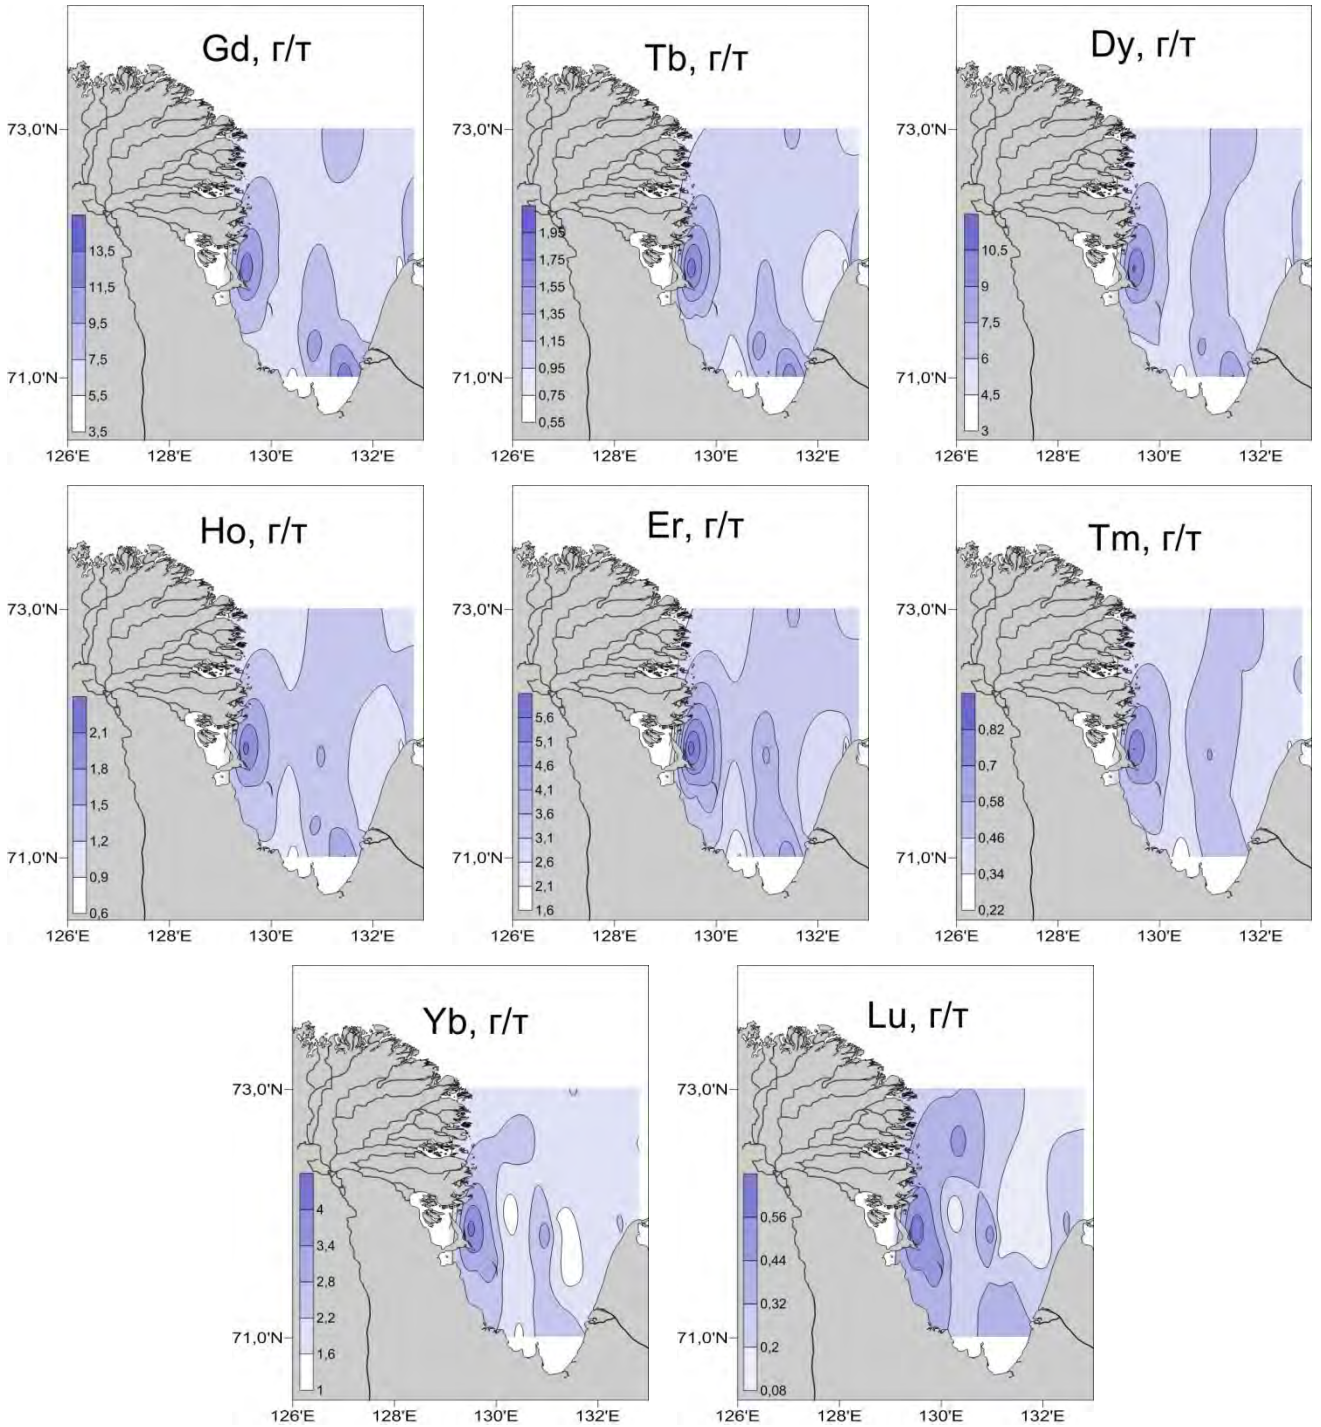 Gd, г/т
Tb, г/т
Dy, г/т
73,0'N
73,0'N
73,0'N
13,5
11,5
9,5
7,5
5,5
3,5
1,95
1,75
1,55
1,35
1,15
0,95
0,75
0,55
10,5
9
7,5
6
4,5
3
71,0'N
71,0'N
71,0'N
126'E 128'E 130'E 132'E
126'E 128'E 130'E 132'E
126'E 128'E 130'E 132'E
Ho, г/т
Er, г/т
Tm, г/т
73,0'N
73,0'N
73,0'N
2,1
1,8
1,5
1,2
0,9
0,6
5,6
5,1
4,6
4,1
3,6
3,1
2,6
2,1
1,6
0,82
0,7
0,58
0,46
0,34
0,22
71,0'N
71,0'N
71,0'N
126'E 128'E 130'E 132'E
126'E 128'E 130'E 132'E
126'E 128'E 130'E 132'E
Yb, г/т
Lu, г/т
73,0'N
73,0'N
4
3,4
2,8
2,2
1,6
1
0,56
0,44
0,32
0,2
0,08
71,0'N
71,0'N
126'E 128'E 130'E 132'E
126'E 128'E 130'E 132'E